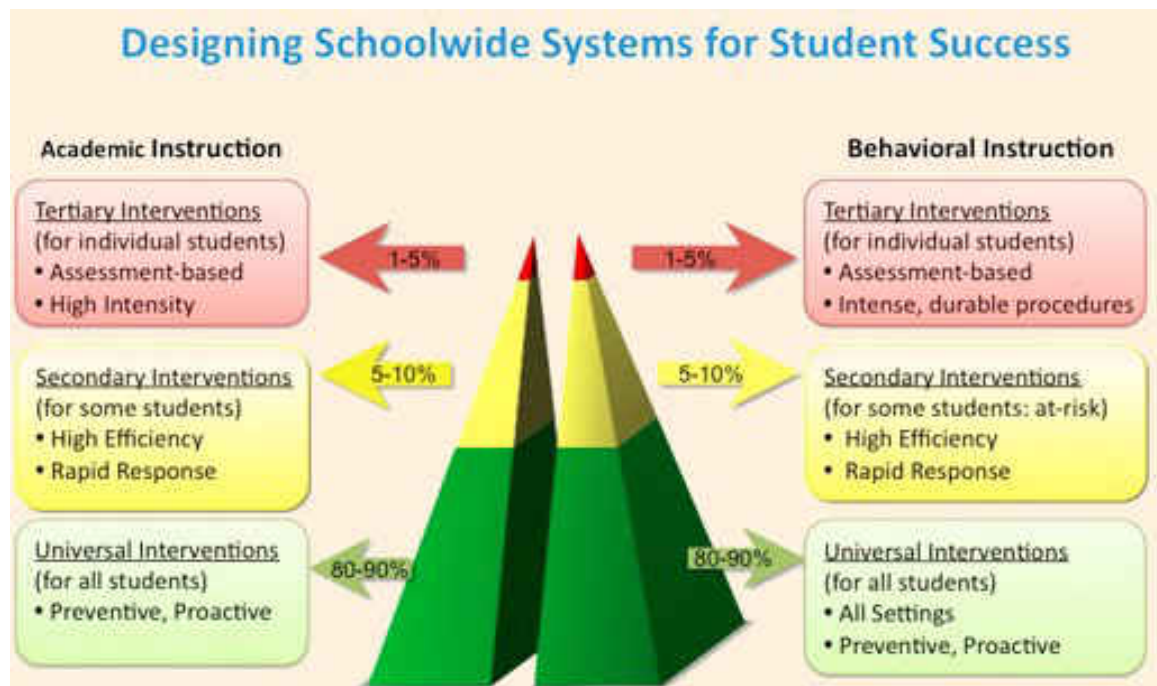 Designing Schoolwide Systems for Student Success
Academic Instruction
Tertiary Interventions
(for individual students)
• Assessment-based
• High Intensity
1-5%
Secondary Interventions
(for some students)
• High Efficiency
• Rapid Response
5-10%
Universal Interventions
(for all students)
• Preventive, Proactive
80-90%
Behavioral Instruction
1-5%
Tertiary Interventions
(for individual students)
• Assessment-based
• Intense, durable procedures
5-10%
Secondary Interventions
(for some students: at-risk)
• High Efficiency
• Rapid Response
80-90%
Universal Interventions
(for all students)
• All Settings
• Preventive, Proactive